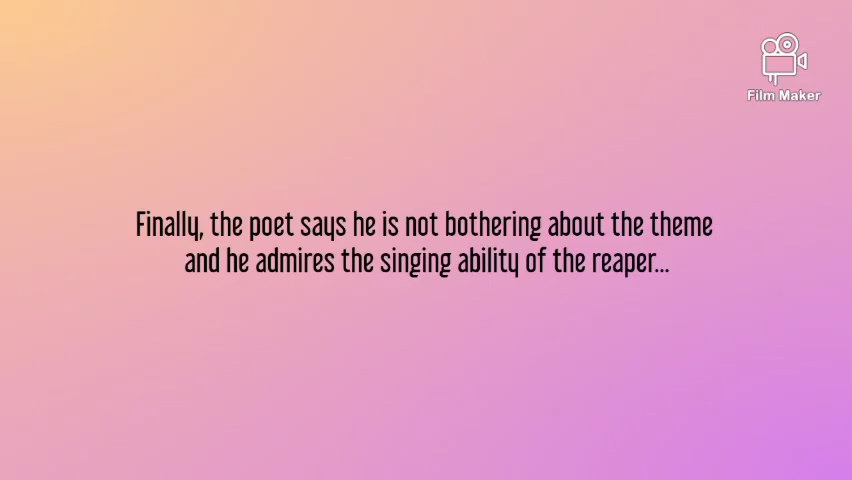 Film Maker
Finally, the poet says he is not bothering about the theme
and he admires the singing ability of the reaper...